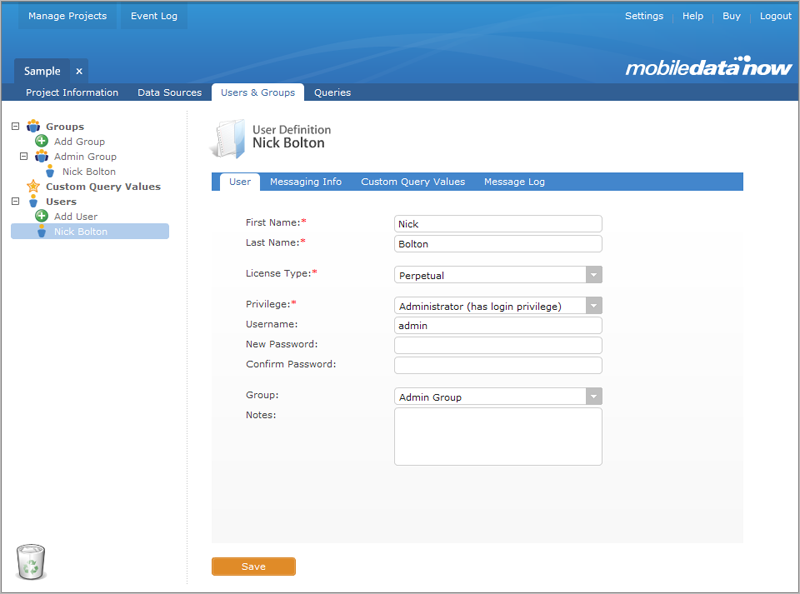 Manage Projects Event Log Settings Help Buy Logout
Sample x
mobiledatanow
Project Information Data Sources Users & Groups Queries
Groups
Add Group
Admin Group
Nick Bolton
Custom Query Values
Users
Add User
Nick Bolton
User Definition
Nick Bolton
User Messaging Info Custom Query Values Message Log
First Name:* Nick
Last Name:* Bolton
License Type:* Perpetual
Privilege:* Administrator (has login privilege)
Username: admin
New Password:
Confirm Password:
Group: Admin Group
Notes:
Save